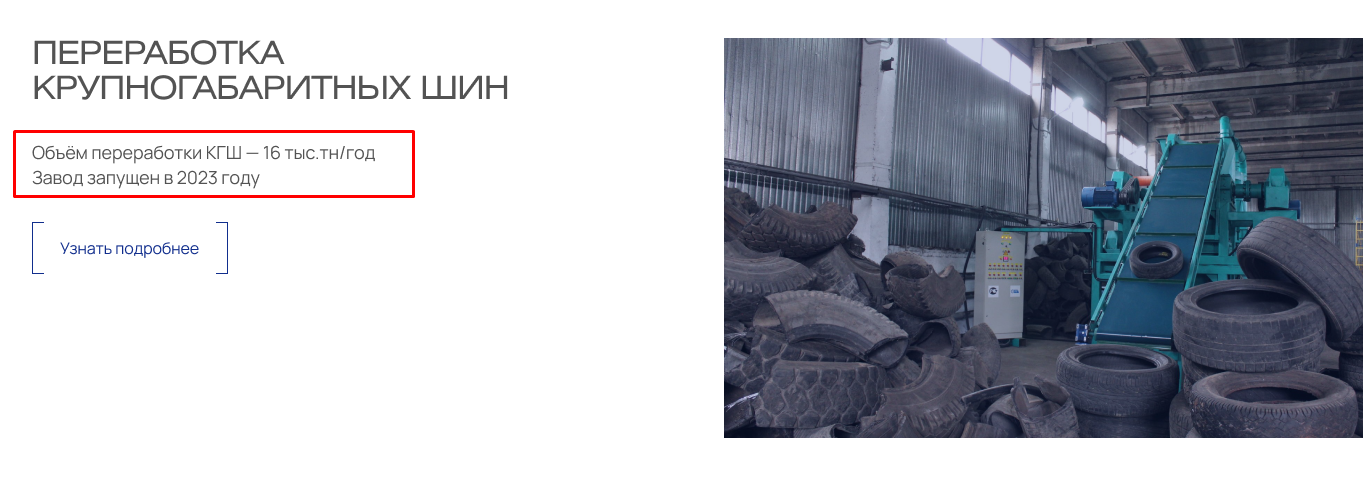 ПЕРЕРАБОТКА
КРУПНОГАБАРИТНЫХ ШИН
Объём переработки КГШ — 16 тыс.тн/год
Завод запущен в 2023 году
Узнать подробнее